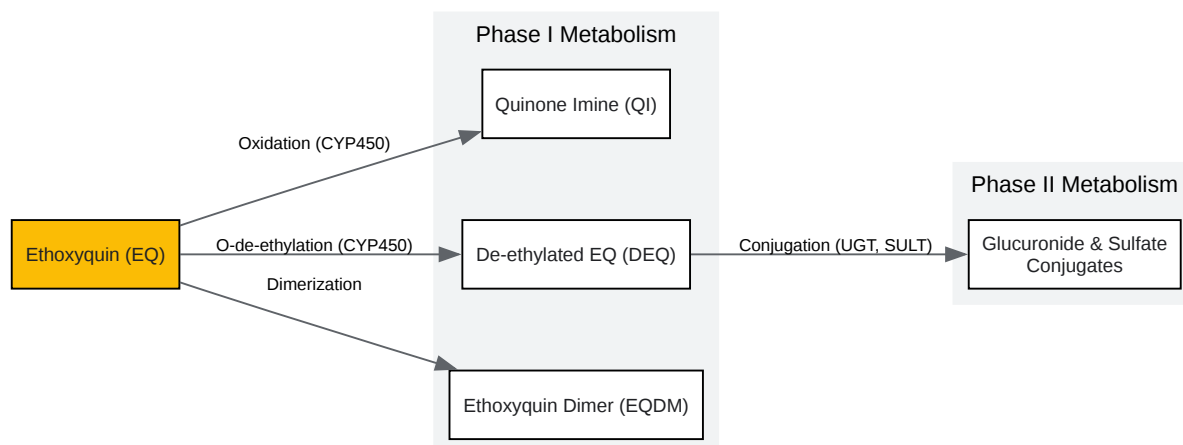 Phase I Metabolism
Quinone Imine (QI)
Oxidation (CYP450)
Phase II Metabolism
Ethoxyquin (EQ)
O-de-ethylation (CYP450)
De-ethylated EQ (DEQ)
Conjugation (UGT, SULT)
Glucuronide & Sulfate
Conjugates
Dimerization
Ethoxyquin Dimer (EQDM)